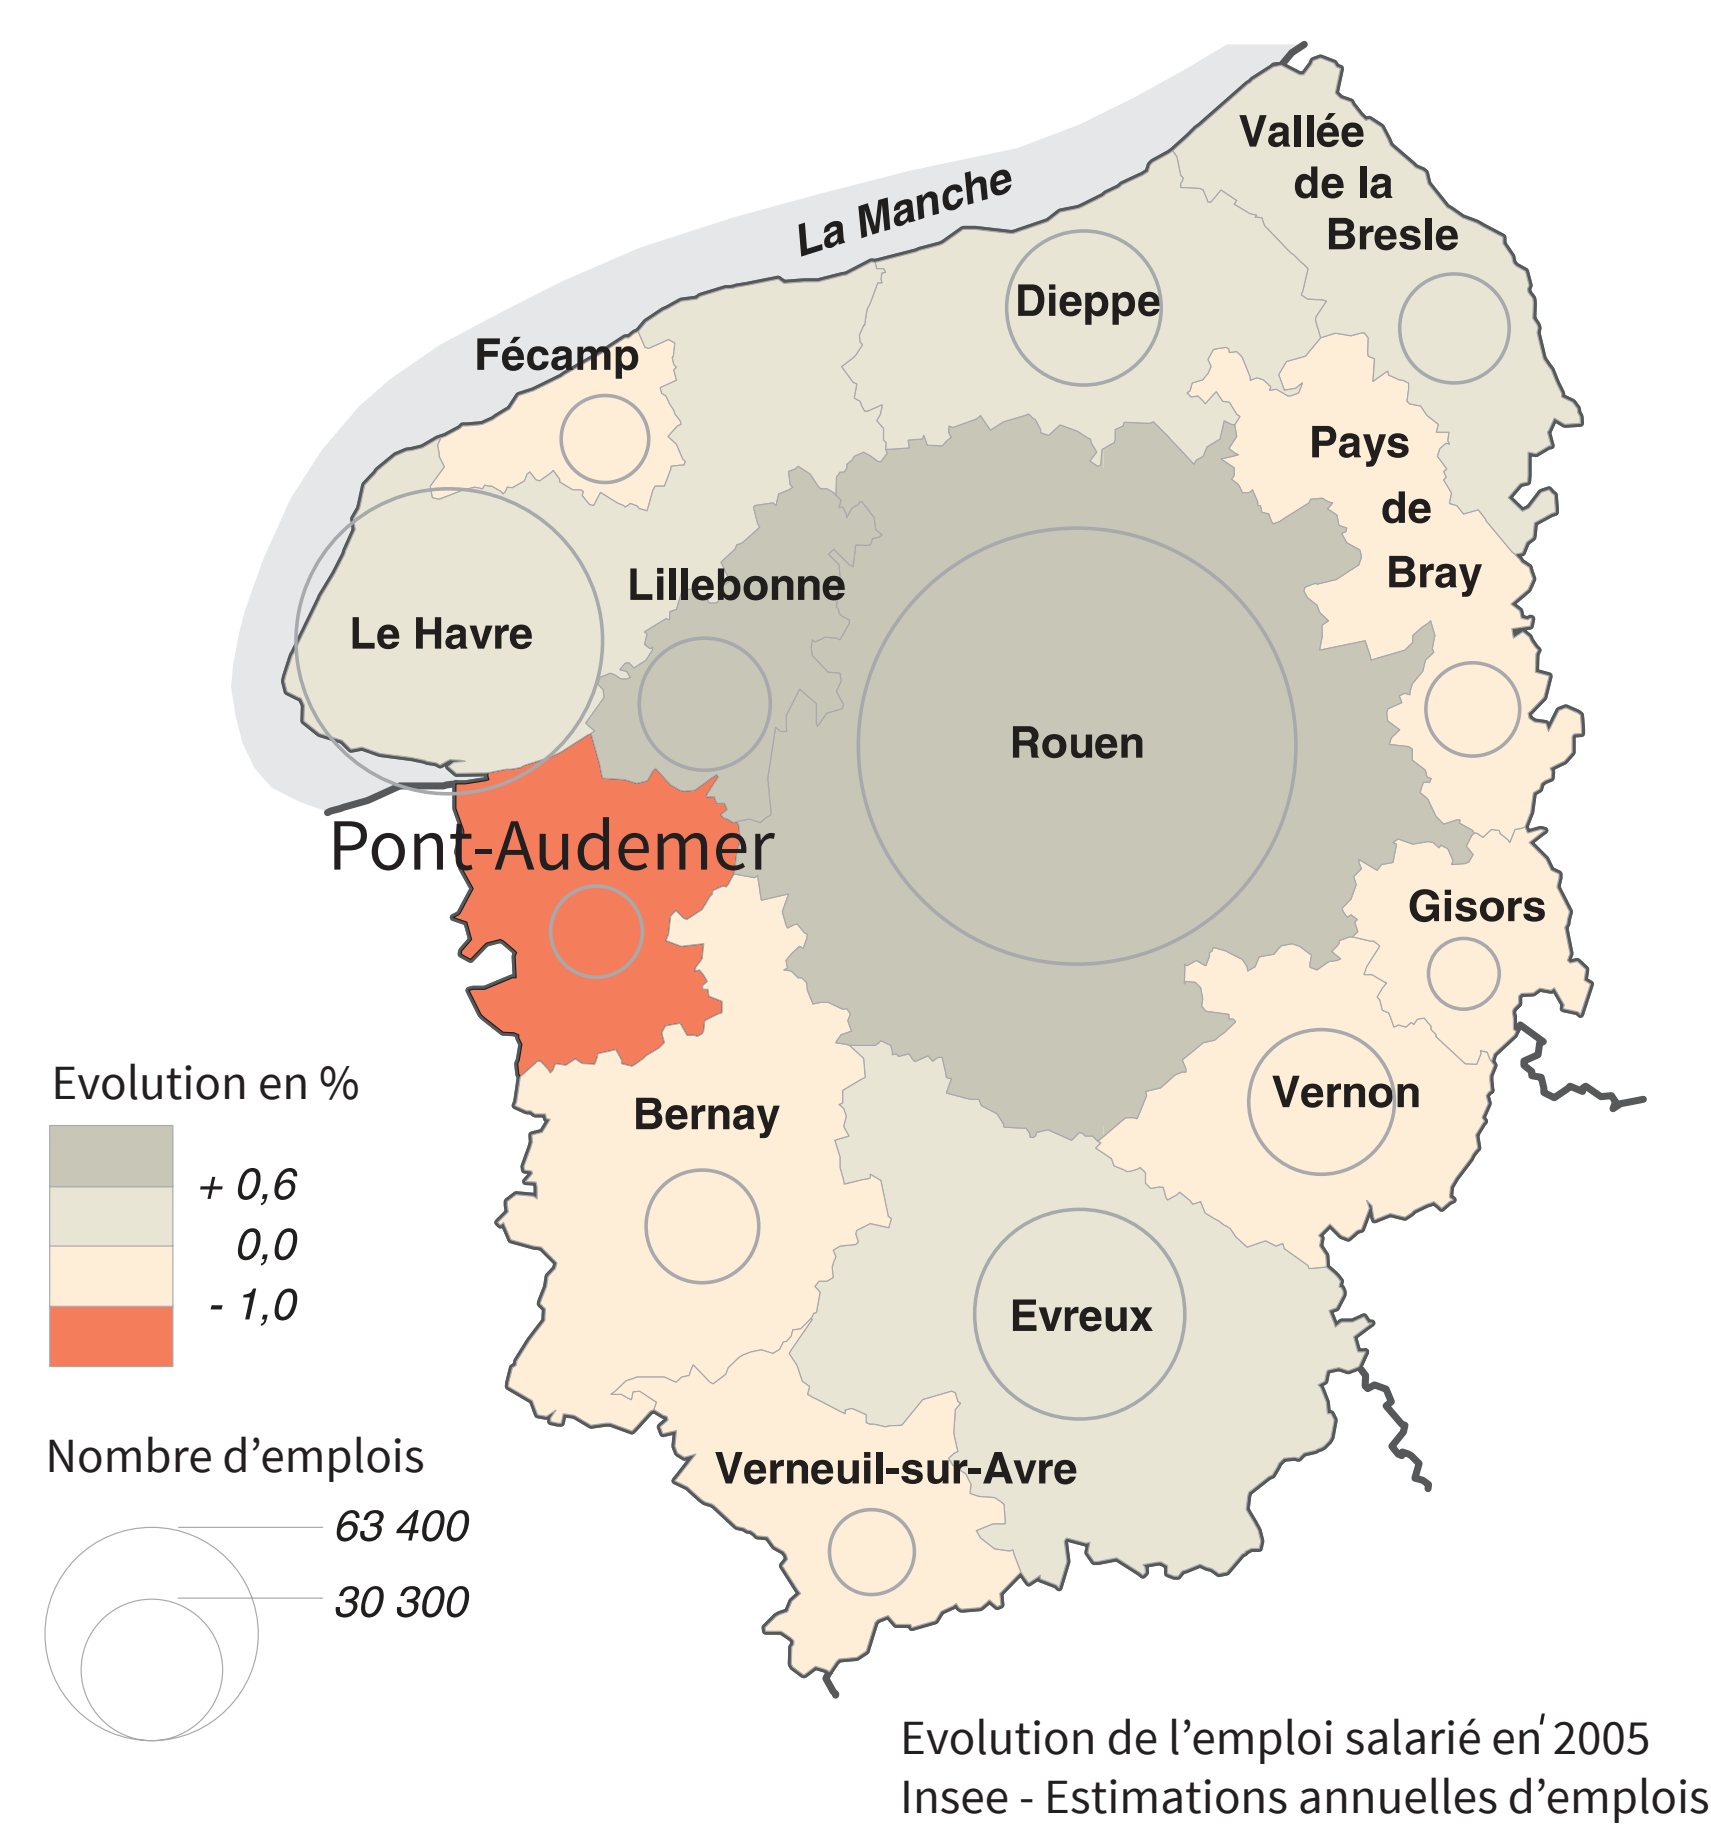 Vallée
de la
Bresle
La Manche
Dieppe
Fécamp
Pays
de
Bray
Lillebonne
Le Havre
Rouen
Pont-Audemer
Gisors
Vernon
Evolution en %
+ 0,6
0,0
- 1,0
Bernay
Evreux
Verneuil-sur-Avre
Nombre d’emplois
63 400
30 300
Evolution de l’emploi salarié en' 2005
Insee - Estimations annuelles d’emplois